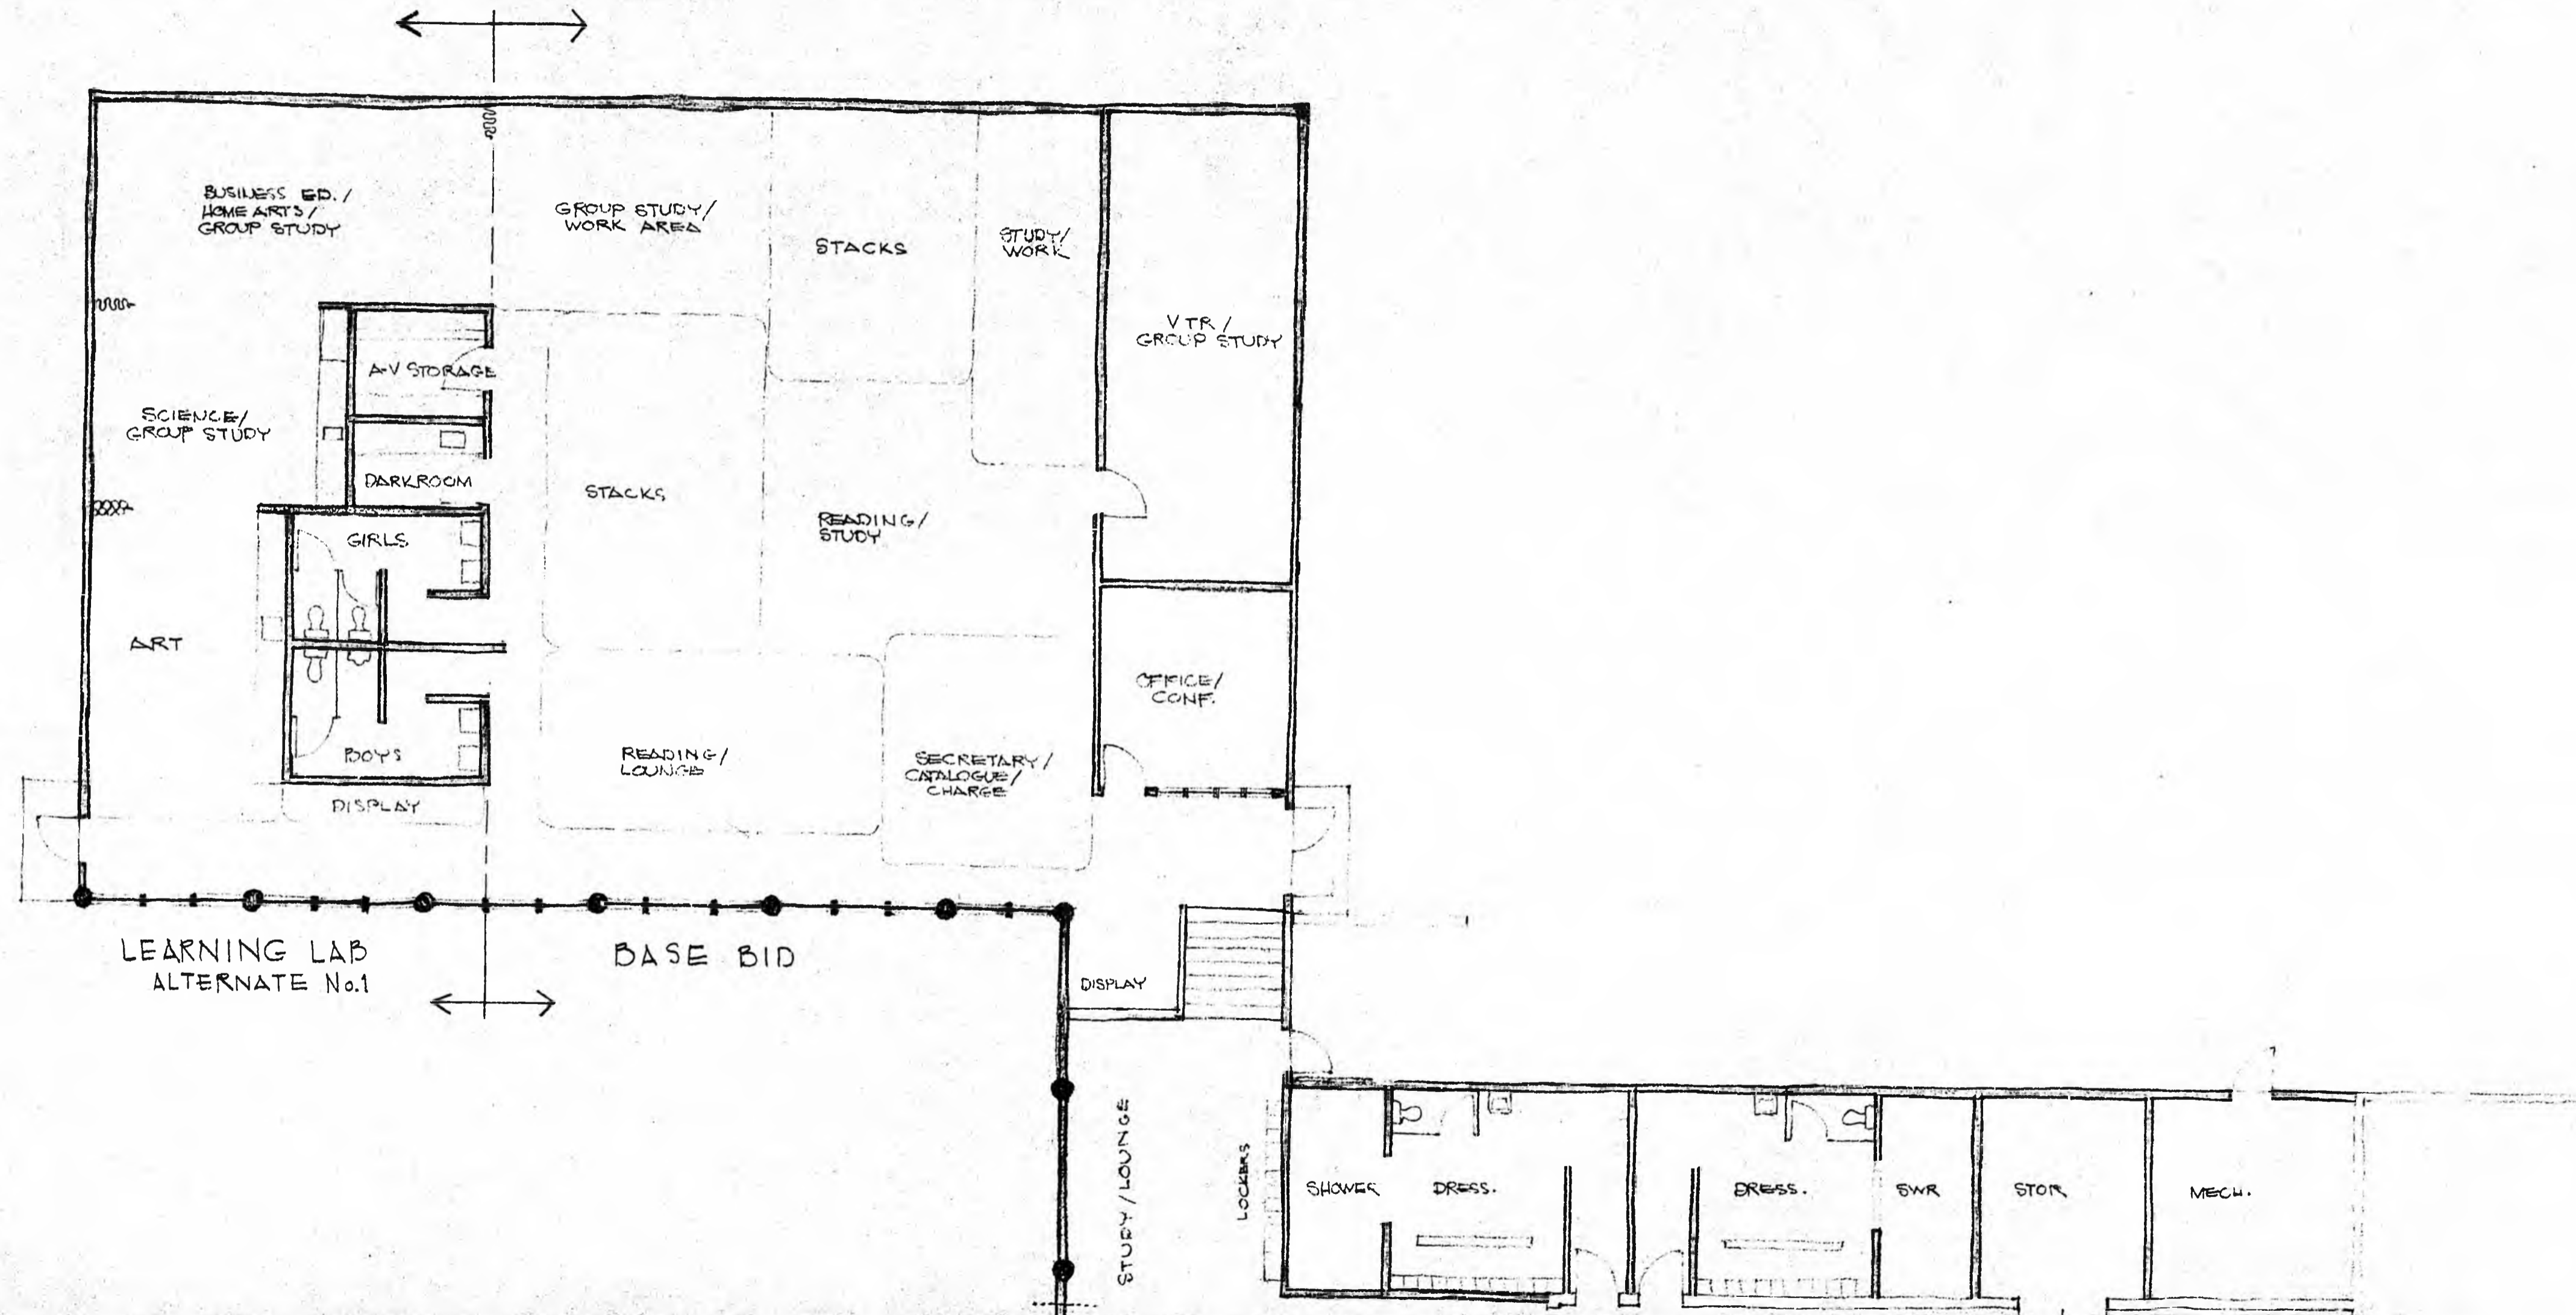 BUSINESS ED. /
HOME ARTS /
GROUP STUDY
GROUP STUDY/
WORK AREA
STACKS
STUDY/
WORK
VTR /
GROUP STUDY
A-V STORAGE
SCIENCE/
GROUP STUDY
DARKROOM
STACKS
READING/
STUDY
GIRLS
ART
OFFICE/
CONF.
BOYS
READING/
LOUNGE
SECRETARY/
CATALOGUE/
CHARGE
DISPLAY
LEARNING LAB
ALTERNATE No.1
BASE BID
DISPLAY
STUDY / LOUNGE
LOCKERS
SHOWER
DRESS.
DRESS.
SWR
STOR
MECH.